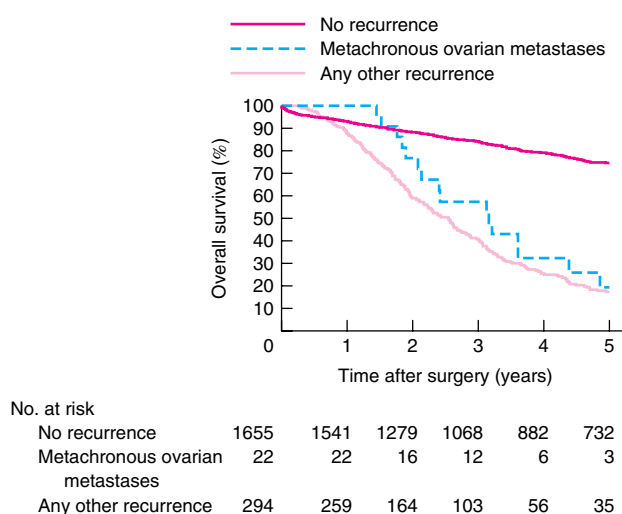 No recurrence
Metachronous ovarian metastases
Any other recurrence
100
90
80
70
60
50
40
30
20
10
Overall survival (%)
0 1 2 3 4 5
Time after surgery (years)
No. at risk
No recurrence 1655 1541 1279 1068 882 732
Metachronous ovarian 22 22 16 12 6 3
metastases
Any other recurrence 294 259 164 103 56 35